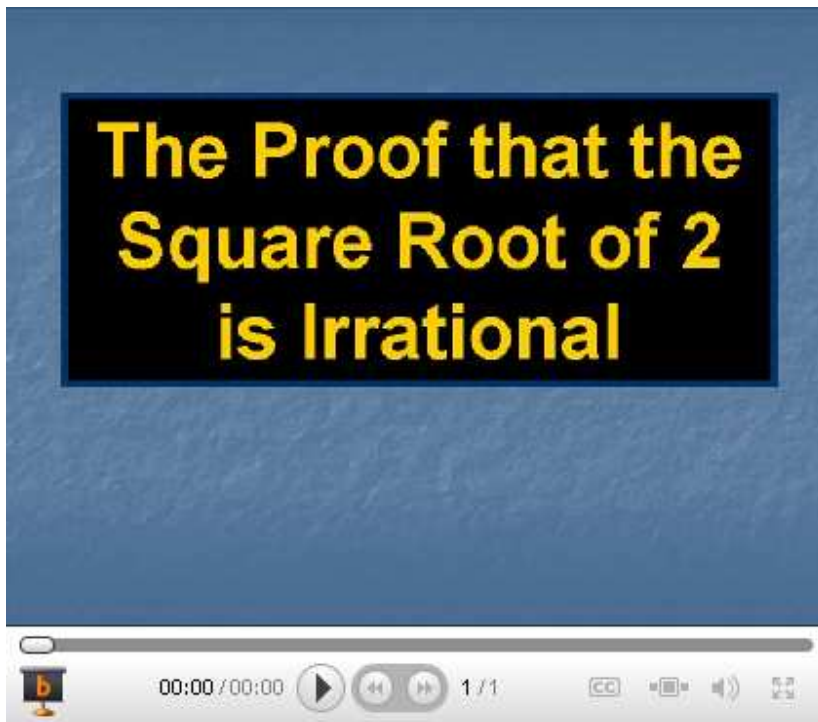 The Proof that the
Square Root of 2
is Irrational
b 00:00 / 00:00 1 / 1 CC